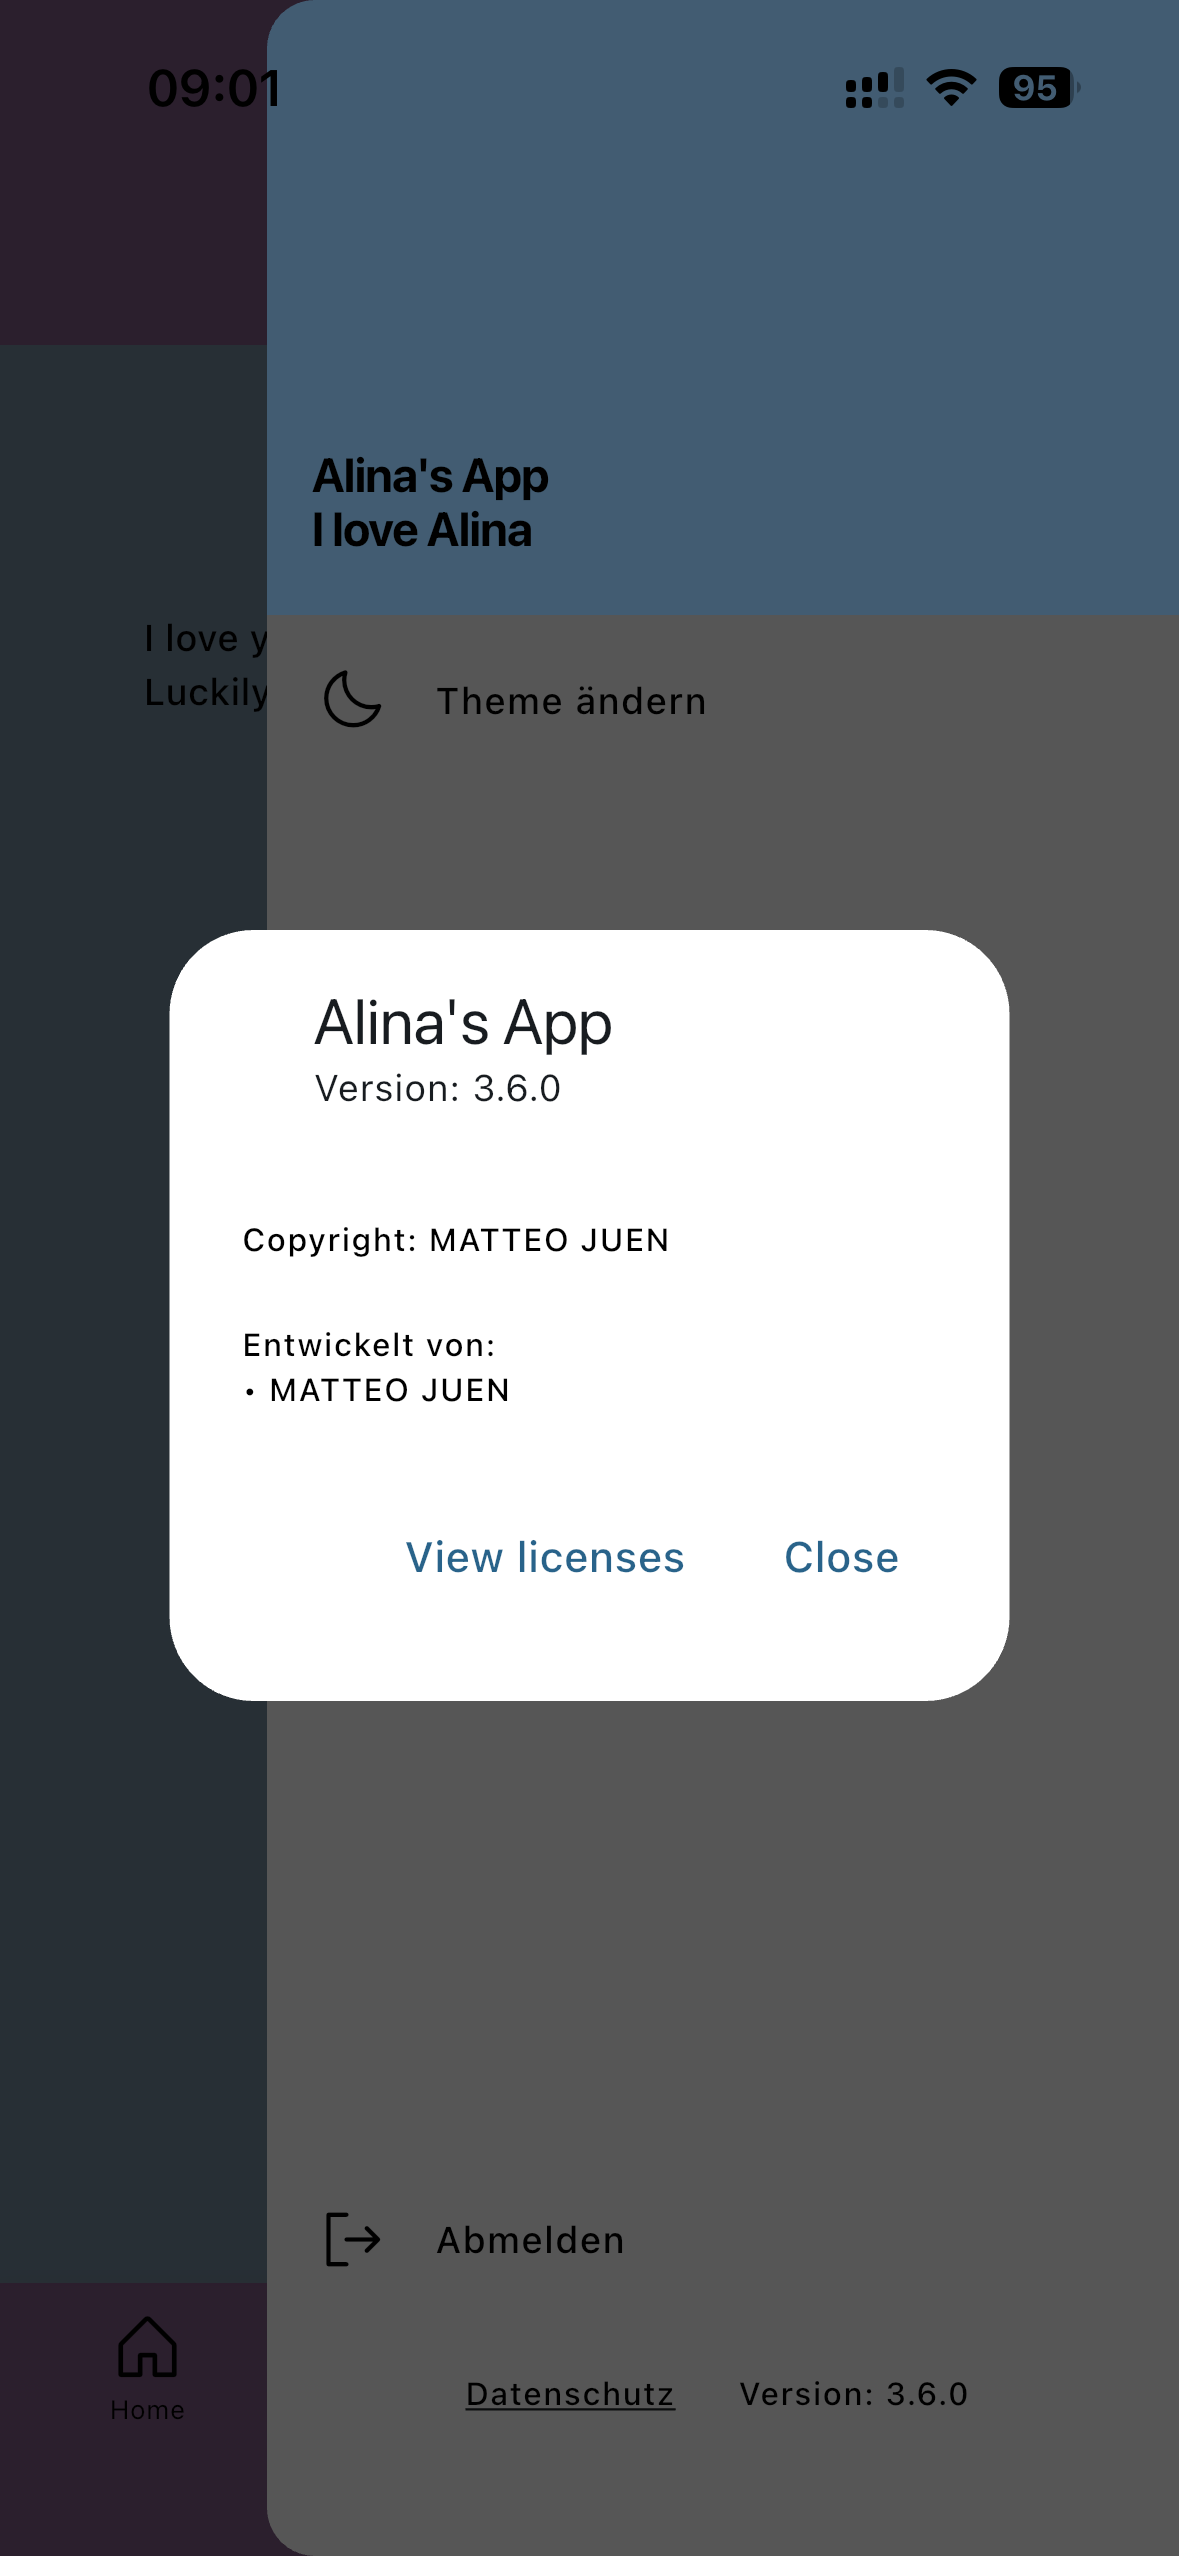 09:01
95
Alina's App
I love Alina
I love y
Luckily
Theme ändern
Alina's App
Version: 3.6.0
Copyright: MATTEO JUEN
Entwickelt von:
• MATTEO JUEN
View licenses Close
Abmelden
Home
Datenschutz Version: 3.6.0